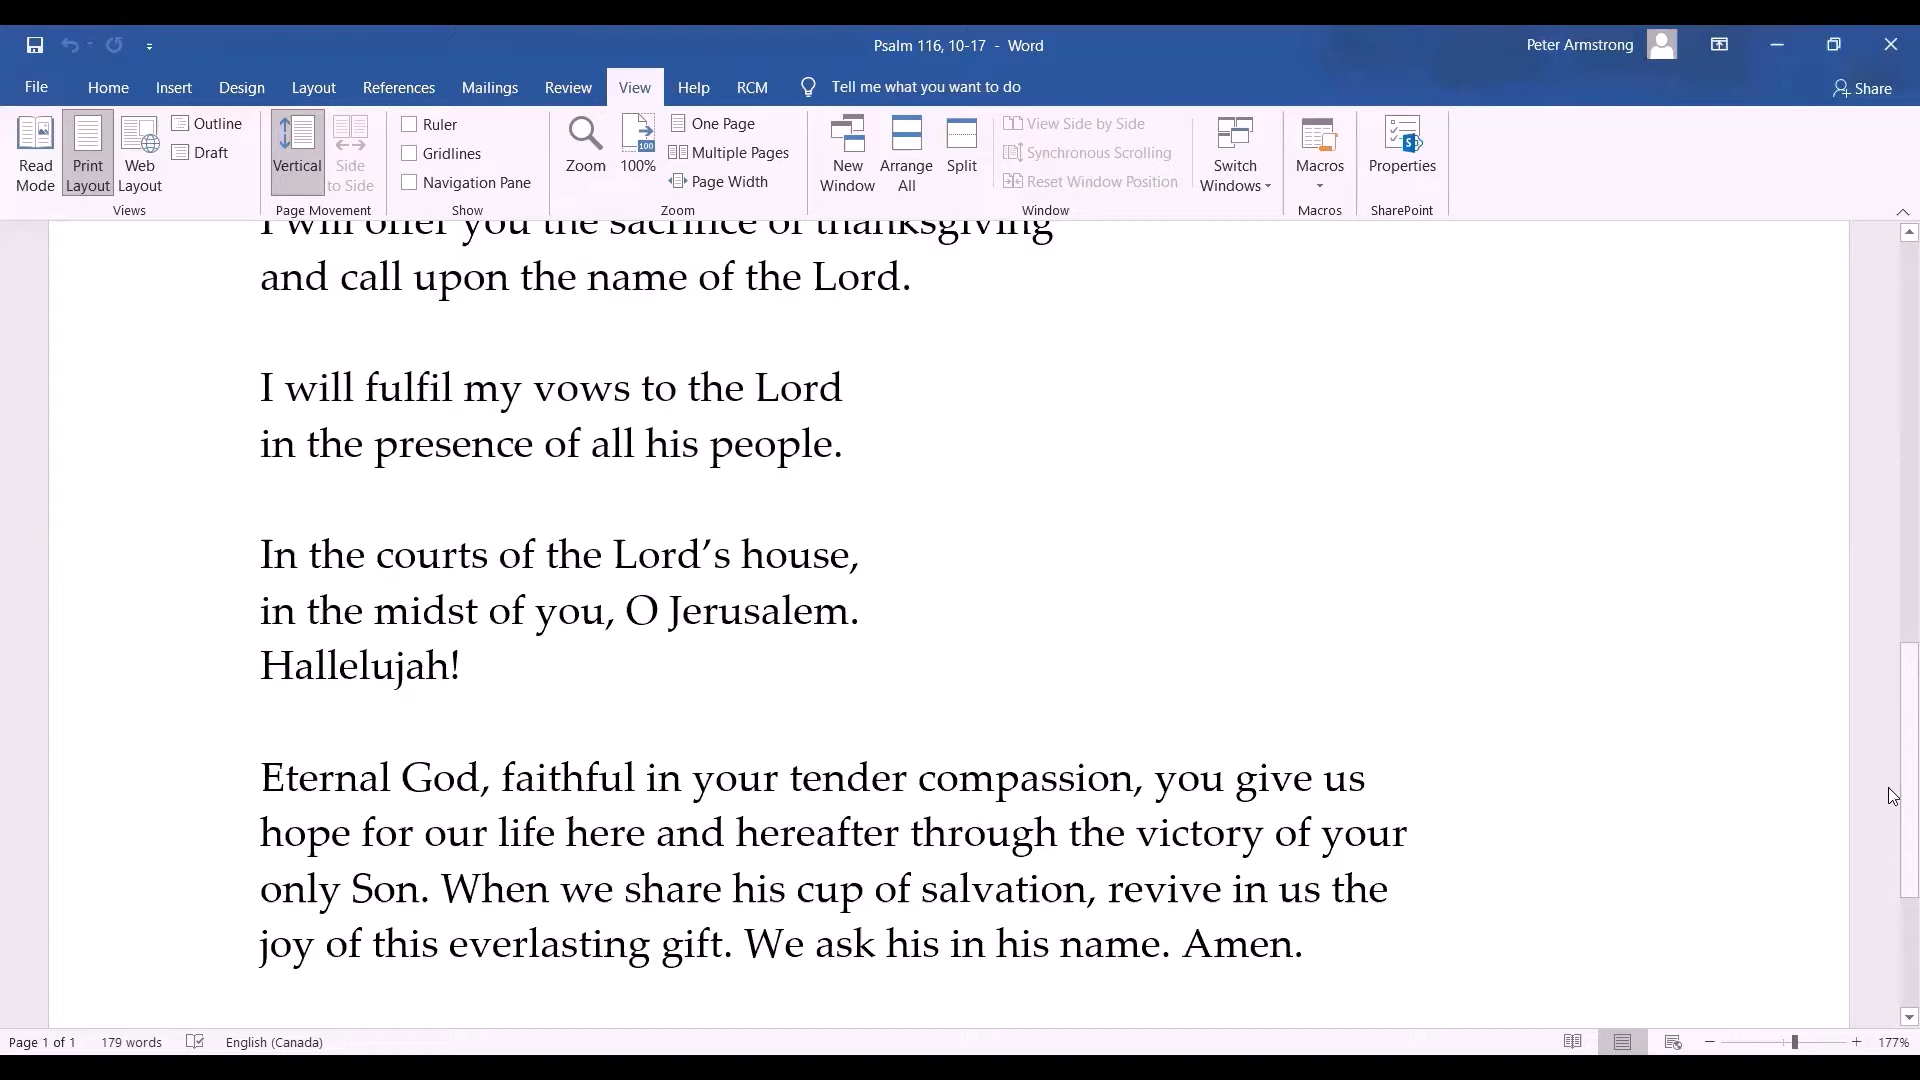 Psalm 116, 10-17 - Word
Peter Armstrong
File Home Insert Design Layout References Mailings Review View Help RCM Tell me what you want to do
Share
Read Mode
Print Layout
Web Layout
Outline
Draft
Views
Vertical
Side to Side
Page Movement
Ruler
Gridlines
Navigation Pane
Show
Zoom
100
100%
One Page
Multiple Pages
Page Width
Zoom
New Window
Arrange All
Split
View Side by Side
Synchronous Scrolling
Reset Window Position
Switch Windows
Window
Macros
Macros
S
Properties
SharePoint
I will offer you the sacrifice of thanksgiving
and call upon the name of the Lord.
I will fulfil my vows to the Lord
in the presence of all his people.
In the courts of the Lord’s house,
in the midst of you, O Jerusalem.
Hallelujah!
Eternal God, faithful in your tender compassion, you give us
hope for our life here and hereafter through the victory of your
only Son. When we share his cup of salvation, revive in us the
joy of this everlasting gift. We ask his in his name. Amen.
Page 1 of 1 179 words English (Canada) 177%